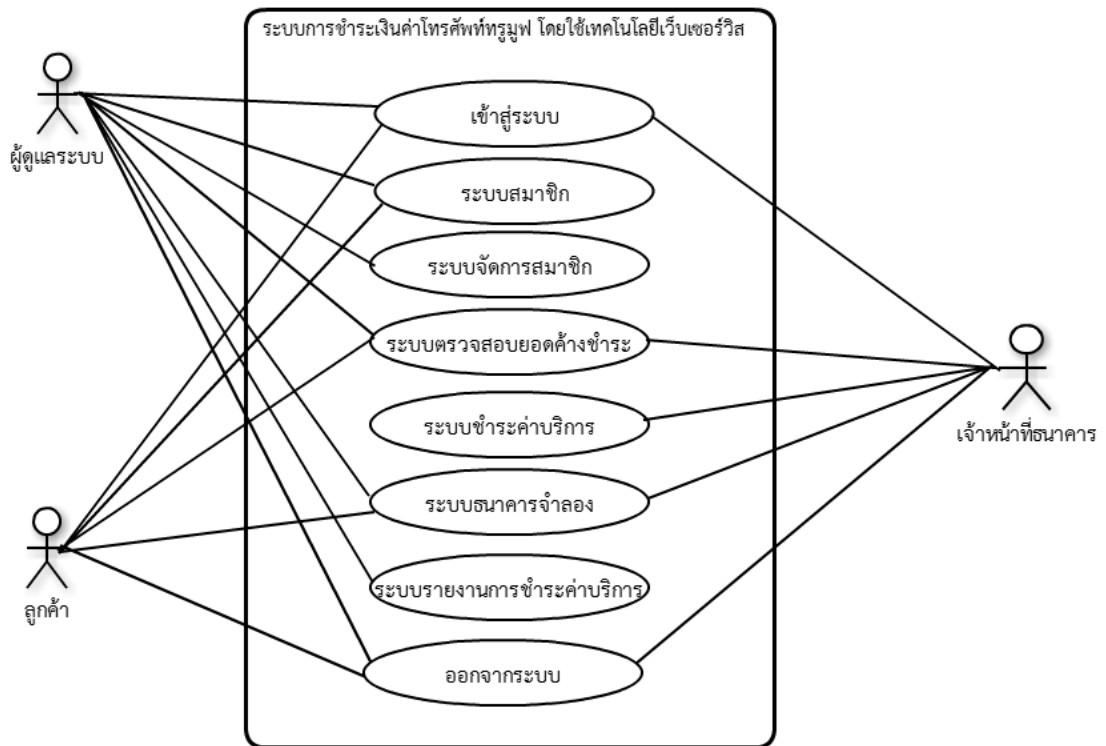 ระบบการชำระเงินค่าโทรศัพท์ทรูมูฟ โดยใช้เทคโนโลยีเว็บเซอร์วิส
เข้าสู่ระบบ
ผู้ดูแลระบบ
ระบบสมาชิก
ระบบจัดการสมาชิก
ระบบตรวจสอบยอดค้างชำระ
ระบบชำระค่าบริการ
เจ้าหน้าที่ธนาคาร
ระบบธนาคารจำลอง
ระบบรายงานการชำระค่าบริการ
ลูกค้า
ออกจากระบบ